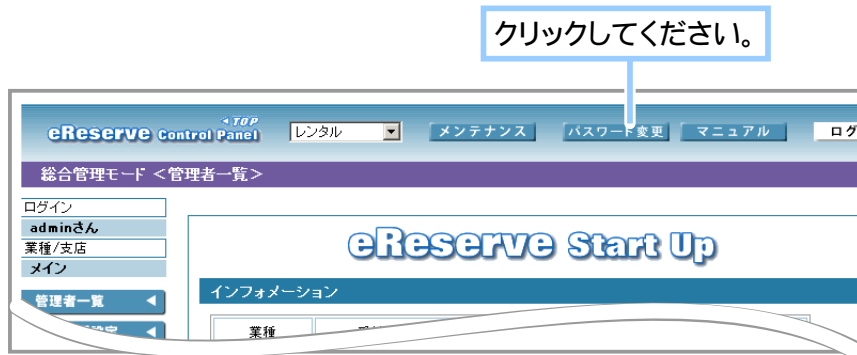 クリックしてください。
◀TOP
eReserve Control Panel
レンタル
メンテナンス
パスワード変更
マニュアル
ログ
総合管理モード <管理者一覧>
ログイン
adminさん
業種/支店
メイン
管理者一覧 ◀
eReserve Start Up
インフォメーション
業種